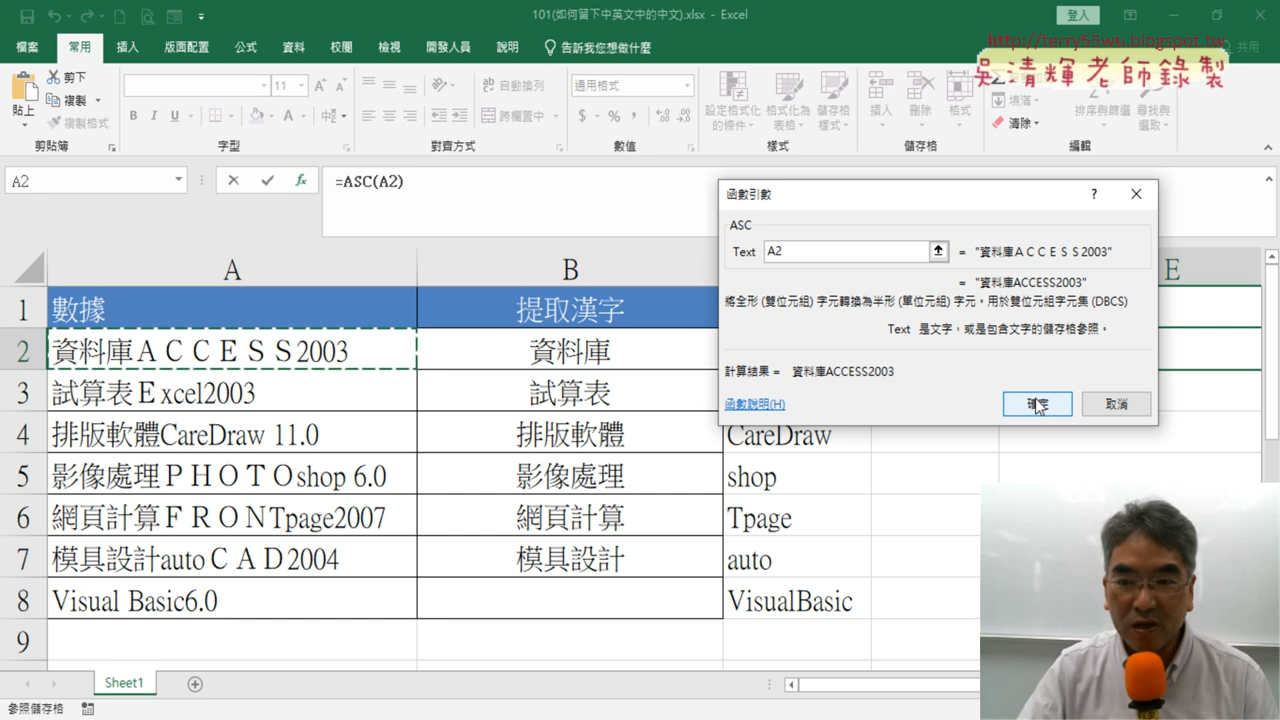 101(如何留下中英文中的中文).xlsx - Excel
登入
檔案 常用 插入 版面配置 公式 資料 校閱 檢視 開發人員 說明 告訴我您想做什麼 共用
http://terry55wu.blogspot.tw
吳清輝老師錄製
貼上 剪下 複製 複製格式
11 自動換列 通用格式
B I U A 跨欄置中 $ %
設定格式化的條件 格式化為表格 儲存格樣式 插入 刪除 格式 填滿 清除 排序與篩選 尋找與選取
剪貼簿 字型 對齊方式 數值 樣式 儲存格 編輯
A2 fx =ASC(A2)
函數引數 ?
ASC
Text A2 = "資料庫ＡＣＣＥＳＳ2003"
= "資料庫ACCESS2003"
將全形 (雙位元組) 字元轉換為半形 (單位元組) 字元，用於雙位元組字元集 (DBCS)
Text 是文字，或是包含文字的儲存格參照。
計算結果 = 資料庫ACCESS2003
函數說明(H) 確定 取消
A B E
1 數據 提取漢字
2 資料庫ＡＣＣＥＳＳ2003 資料庫
3 試算表Ｅxcel2003 試算表
4 排版軟體CareDraw 11.0 排版軟體 CareDraw
5 影像處理ＰＨＯＴＯshop 6.0 影像處理 shop
6 網頁計算ＦＲＯＮTpage2007 網頁計算 Tpage
7 模具設計autoＣＡＤ2004 模具設計 auto
8 Visual Basic6.0 VisualBasic
9
Sheet1
參照儲存格